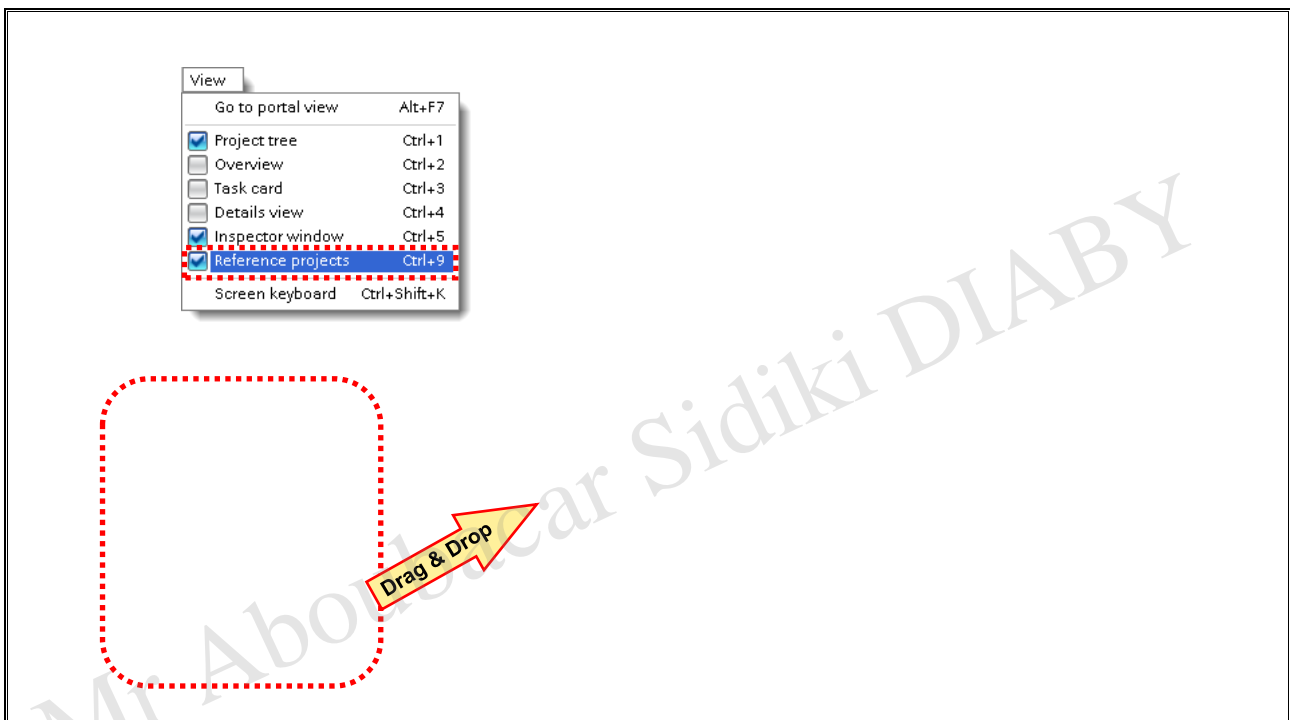 View
Go to portal view Alt+F7
Project tree Ctrl+1
Overview Ctrl+2
Task card Ctrl+3
Details view Ctrl+4
Inspector window Ctrl+5
Reference projects Ctrl+9
Screen keyboard Ctrl+Shift+K
Drag & Drop
Mr Aboubacar Sidiki DIABY